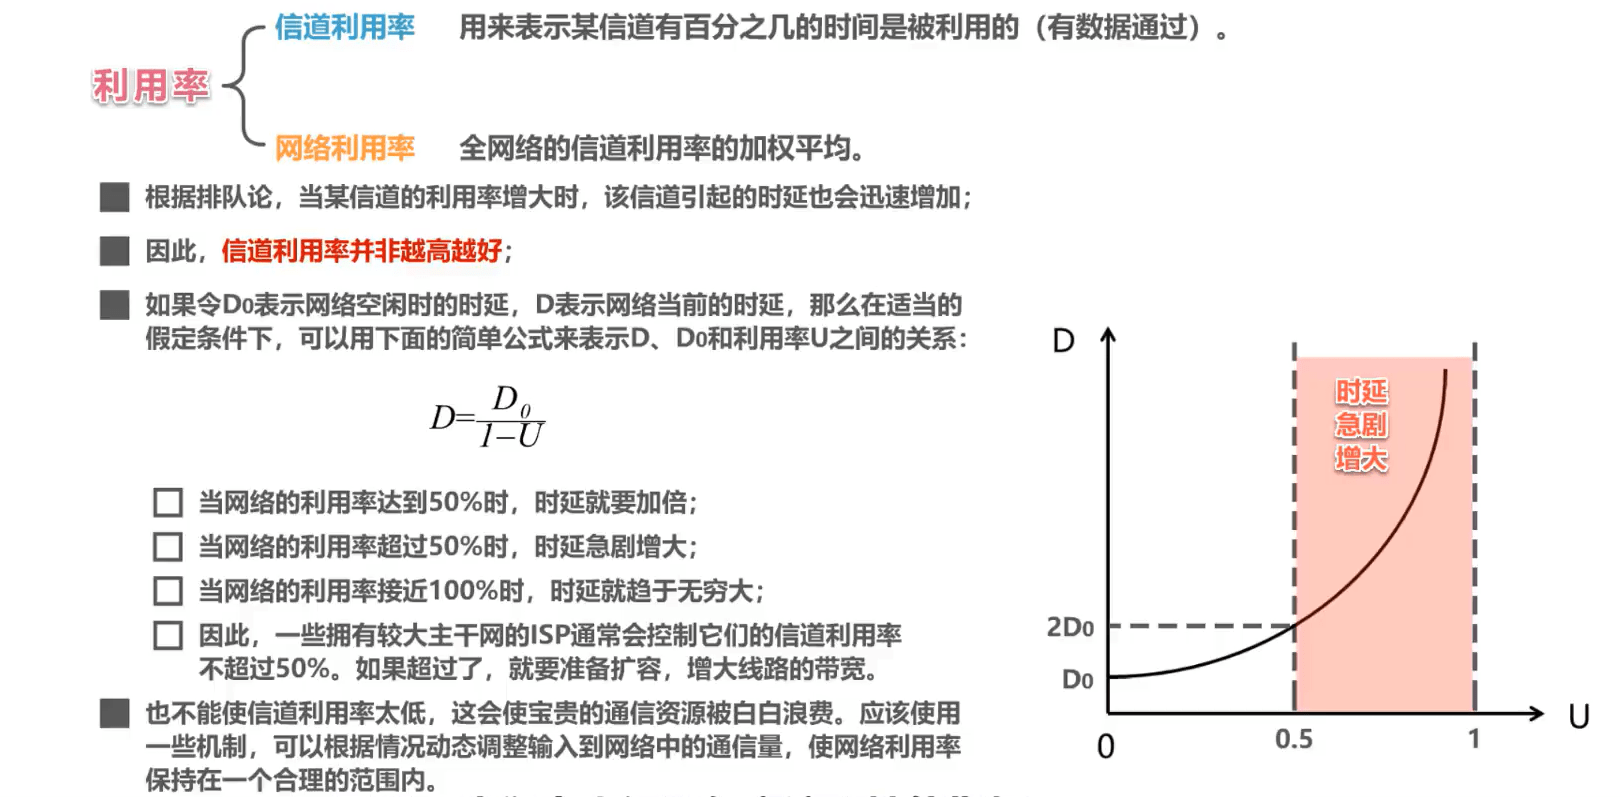 信道利用率 用来表示某信道有百分之几的时间是被利用的（有数据通过）。
利用率
网络利用率 全网络的信道利用率的加权平均。
根据排队论，当某信道的利用率增大时，该信道引起的时延也会迅速增加；
因此，信道利用率并非越高越好；
如果令D0表示网络空闲时的时延，D表示网络当前的时延，那么在适当的
假定条件下，可以用下面的简单公式来表示D、D0和利用率U之间的关系：
D=D0/1-U
当网络的利用率达到50%时，时延就要加倍；
当网络的利用率超过50%时，时延急剧增大；
当网络的利用率接近100%时，时延就趋于无穷大；
因此，一些拥有较大主干网的ISP通常会控制它们的信道利用率
不超过50%。如果超过了，就要准备扩容，增大线路的带宽。
也不能使信道利用率太低，这会使宝贵的通信资源被白白浪费。应该使用
一些机制，可以根据情况动态调整输入到网络中的通信量，使网络利用率
保持在一个合理的范围内。
D
时延
急剧
增大
2D0
D0
0
0.5
1
U